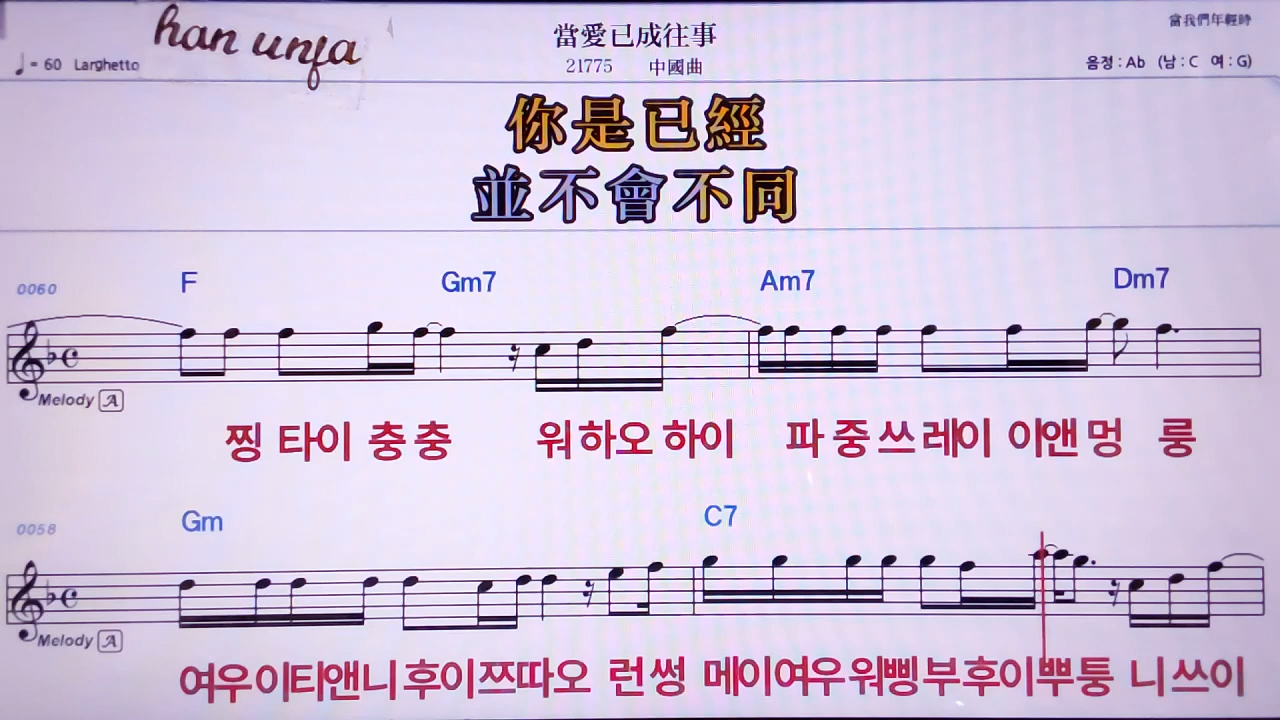 han unfa
當愛已成往事
當我們年輕時
♩= 60 Larghetto
21775 中國曲
음정 : Ab (남 : C 여 : G)
你是已經
並不會不同
0060 F Gm7 Am7 Dm7
Melody A
찡 타이 충 충 워 하오 하이 파 중 쓰 레이 이앤 멍 룽
0058 Gm C7
Melody A
여우 이 티앤 니 후이 쯔 따오 런 썽 메이 여우 워 삥 부 후이 뿌 퉁 니 쓰 이